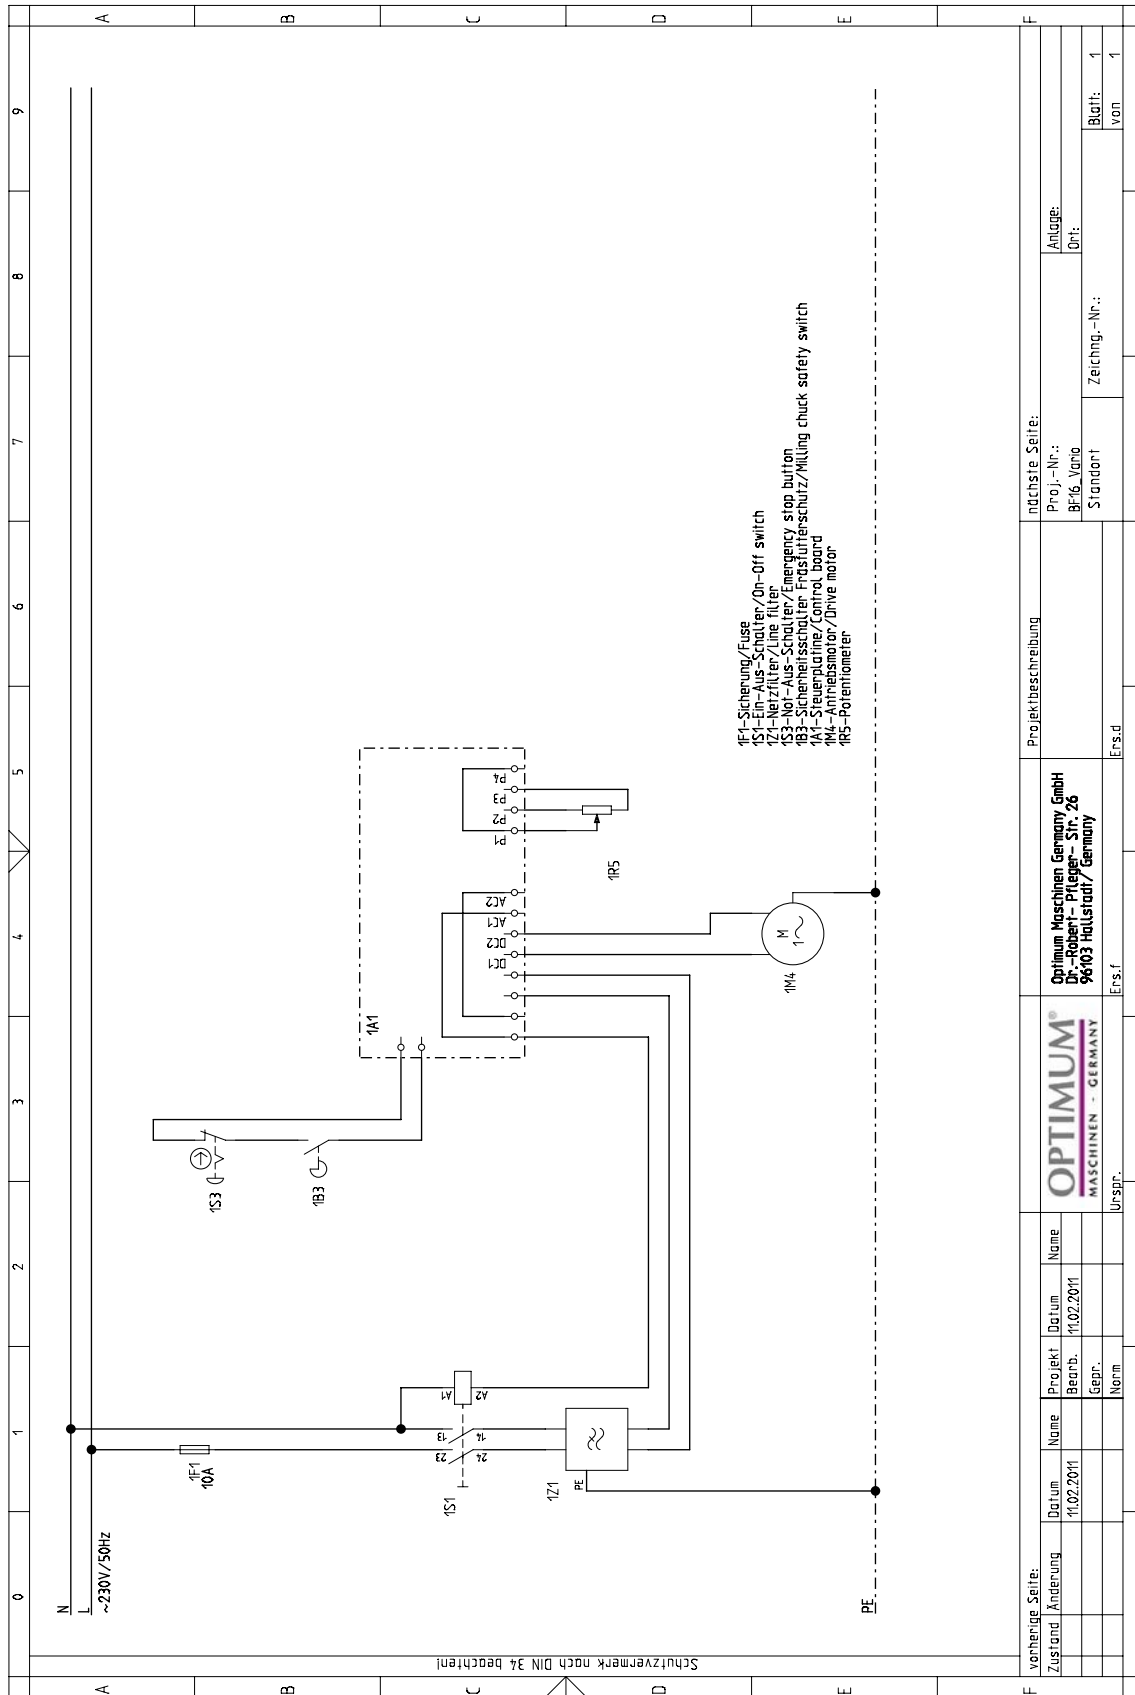 0 1 2 3 4 5 6 7 8 9
A
B
C
D
E
F
A
B
C
D
E
F
Schutzvermerk nach DIN 34 beachten!
N
L
~230V/50Hz
1F1
10A
1S3
1B3
1A1
A1
A2
13
14
23
24
1S1
1Z1
PE
DC1
DC2
AC1
AC2
P1
P2
P3
P4
1R5
M
1~
1M4
PE
1F1-Sicherung/Fuse
1S1-Ein-Aus-Schalter/On-Off switch
1Z1-Netzfilter/Line filter
1S3-Not-Aus-Schalter/Emergency stop button
1B3-Sicherheitsschalter Fräsfutterschutz/Milling chuck safety switch
1A1-Steuerplatine/Control board
1M4-Antriebsmotor/Drive motor
1R5-Potentiometer
vorherige Seite:
Zustand Änderung Datum Name
11.02.2011
Projekt Datum Name
Bearb. 11.02.2011
Gepr.
Norm
OPTIMUM®
MASCHINEN - GERMANY
Urspr.
Ers.f
Ers.d
Optimum Maschinen Germany GmbH
Dr.-Robert- Pfleger- Str. 26
96103 Hallstadt/ Germany
Projektbeschreibung
nächste Seite:
Proj.-Nr.:
BF16_Vario
Standort
Zeichng.-Nr.:
Anlage:
Ort:
Blatt: 1
von 1